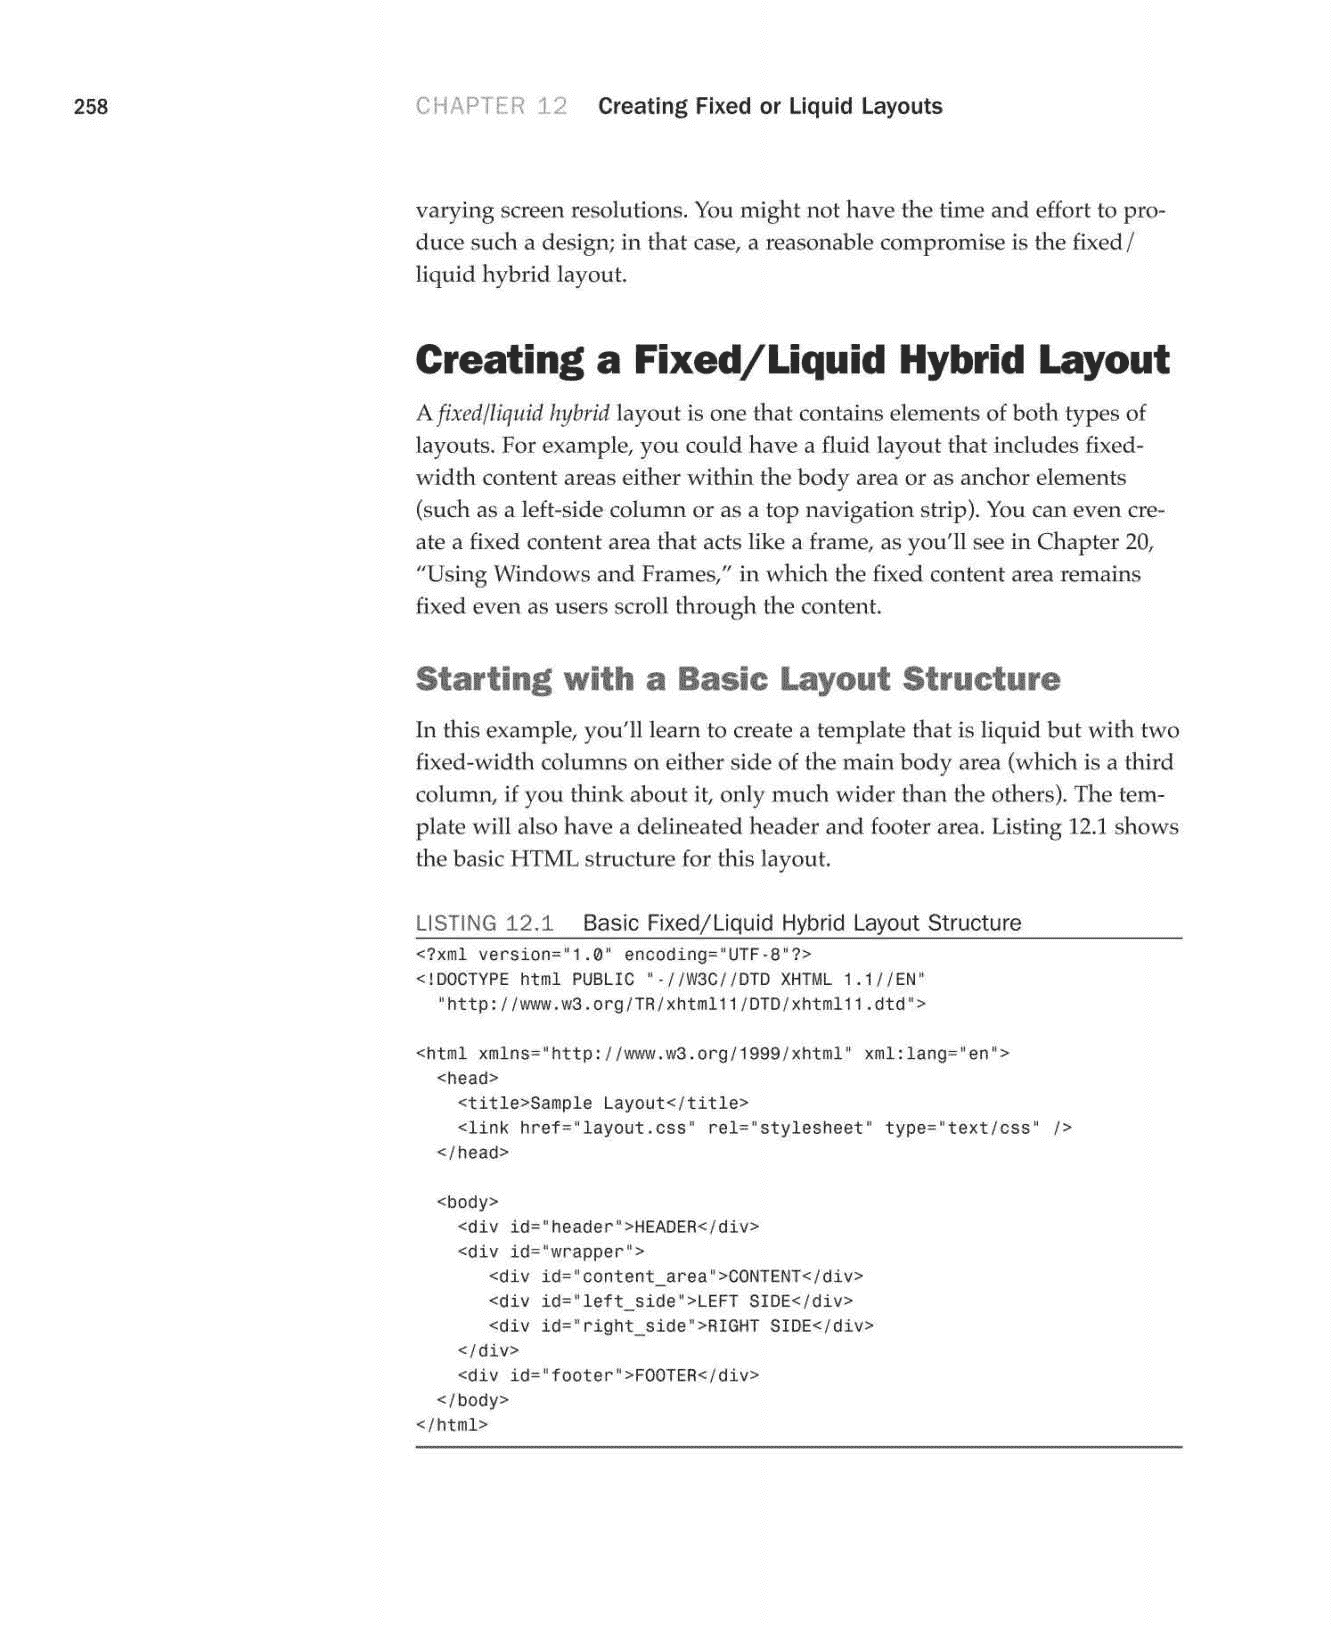 258
CHAPTER 12 Creating Fixed or Liquid Layouts
varying screen resolutions. You might not have the time and effort to pro-
duce such a design; in that case, a reasonable compromise is the fixed/
liquid hybrid layout.
Creating a Fixed/Liquid Hybrid Layout
A fixed/liquid hybrid layout is one that contains elements of both types of
layouts. For example, you could have a fluid layout that includes fixed-
width content areas either within the body area or as anchor elements
(such as a left-side column or as a top navigation strip). You can even cre-
ate a fixed content area that acts like a frame, as you'll see in Chapter 20,
"Using Windows and Frames," in which the fixed content area remains
fixed even as users scroll through the content.
Starting with a Basic Layout Structure
In this example, you'll learn to create a template that is liquid but with two
fixed-width columns on either side of the main body area (which is a third
column, if you think about it, only much wider than the others). The tem-
plate will also have a delineated header and footer area. Listing 12.1 shows
the basic HTML structure for this layout.
LISTING 12.1 Basic Fixed/Liquid Hybrid Layout Structure
<?xml version="1.0" encoding="UTF-8"?>
<!DOCTYPE html PUBLIC "-//W3C//DTD XHTML 1.1//EN"
"http://www.w3.org/TR/xhtml11/DTD/xhtml11.dtd">
<html xmlns="http://www.w3.org/1999/xhtml" xml:lang="en">
<head>
<title>Sample Layout</title>
<link href="layout.css" rel="stylesheet" type="text/css" />
</head>
<body>
<div id="header">HEADER</div>
<div id="wrapper">
<div id="content_area">CONTENT</div>
<div id="left_side">LEFT SIDE</div>
<div id="right_side">RIGHT SIDE</div>
</div>
<div id="footer">FOOTER</div>
</body>
</html>